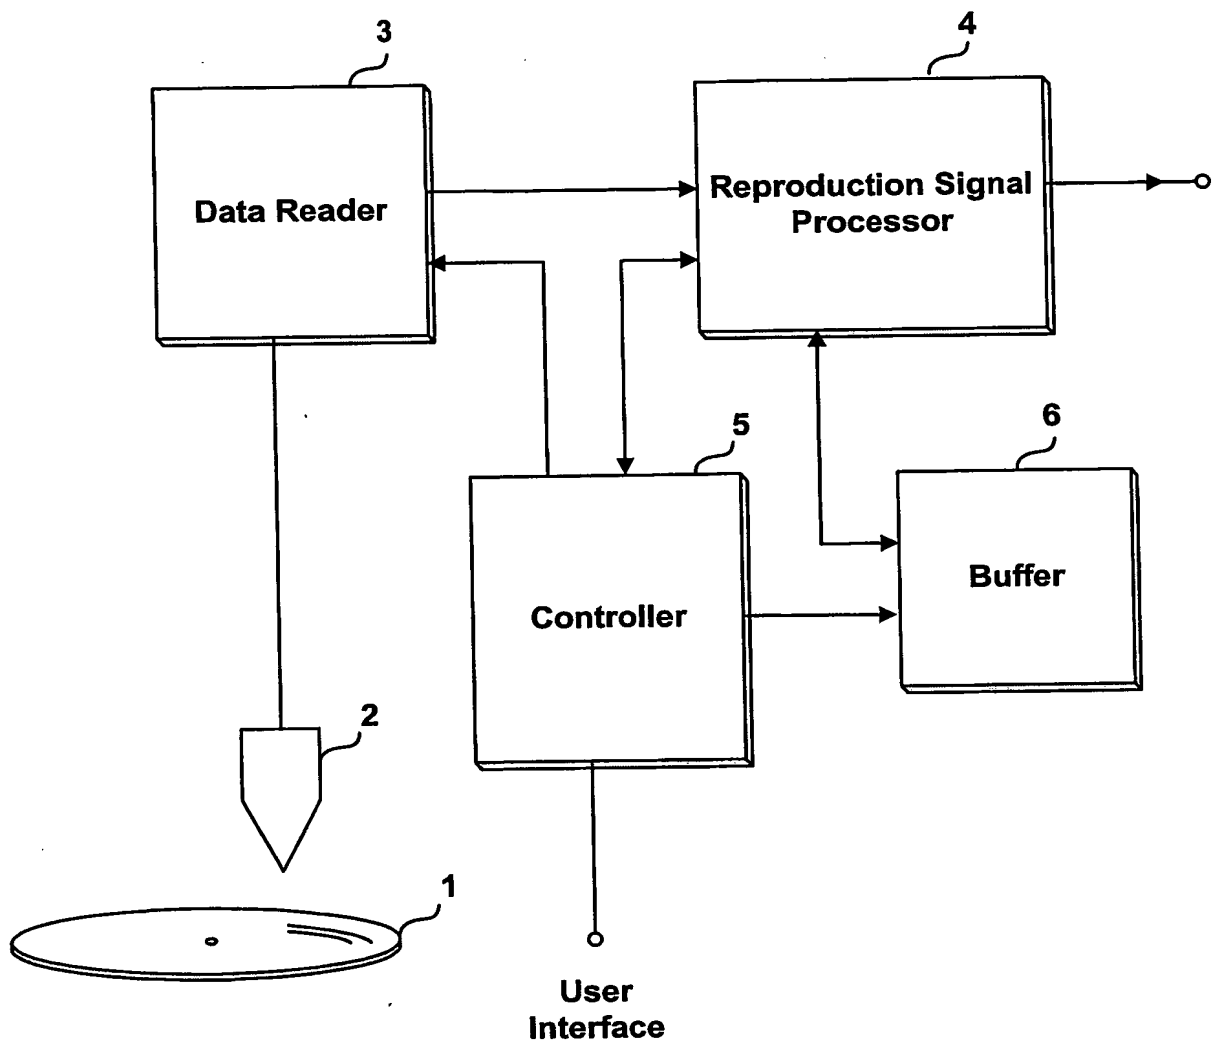 3
4
Data Reader
Reproduction Signal
Processor
5
6
Controller
Buffer
2
1
User
Interface